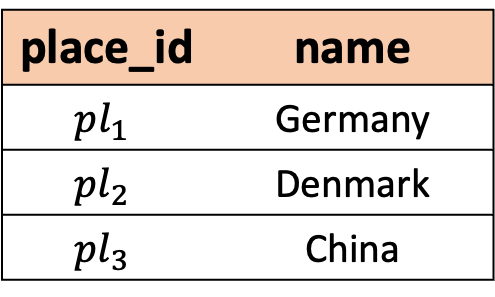 place_id name
pl₁ Germany
pl₂ Denmark
pl₃ China